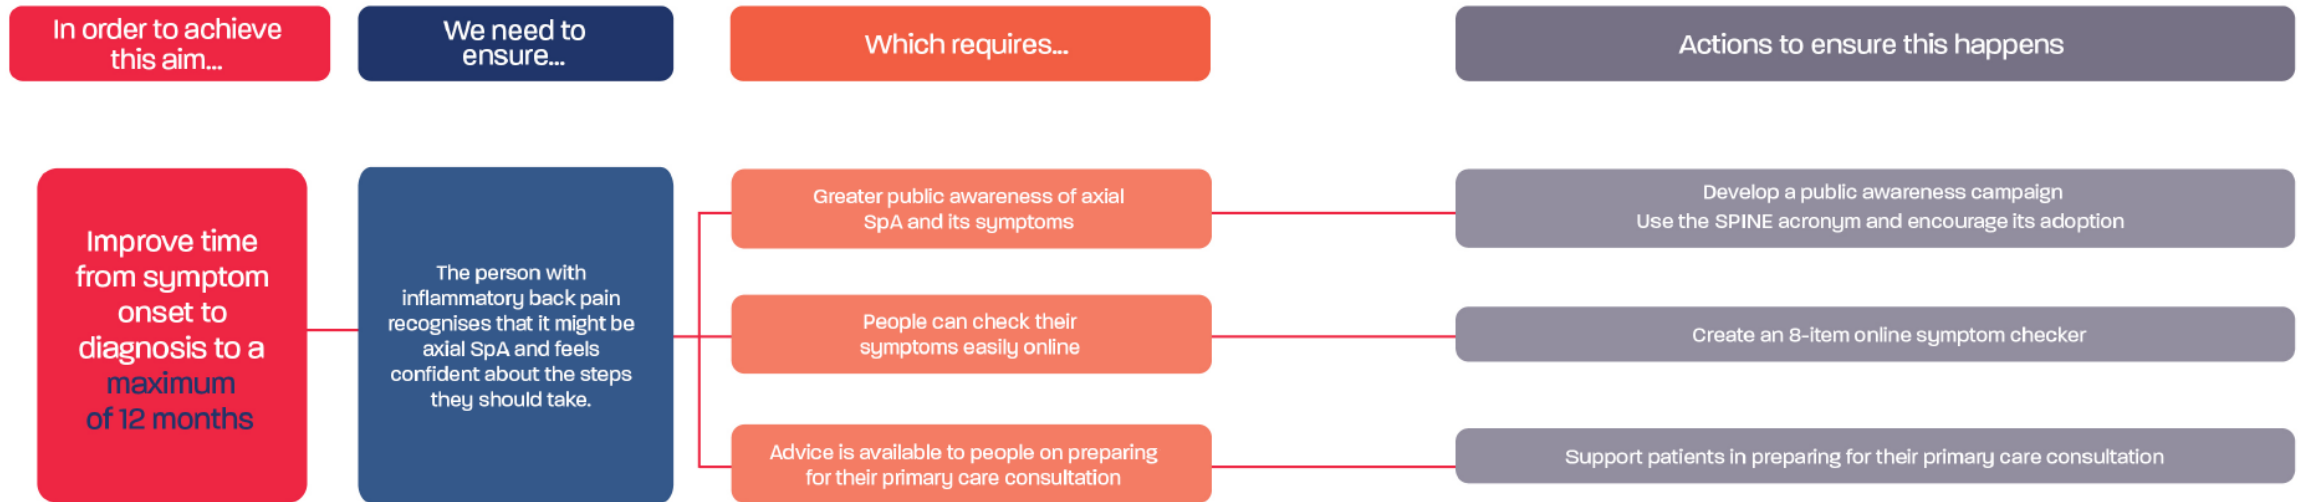 In order to achieve
this aim...
We need to
ensure...
Which requires...
Actions to ensure this happens
Improve time
from symptom
onset to
diagnosis to a
maximum
of 12 months
The person with
inflammatory back pain
recognises that it might be
axial SpA and feels
confident about the steps
they should take.
Greater public awareness of axial
SpA and its symptoms
Develop a public awareness campaign
Use the SPINE acronym and encourage its adoption
People can check their
symptoms easily online
Create an 8-item online symptom checker
Advice is available to people on preparing
for their primary care consultation
Support patients in preparing for their primary care consultation